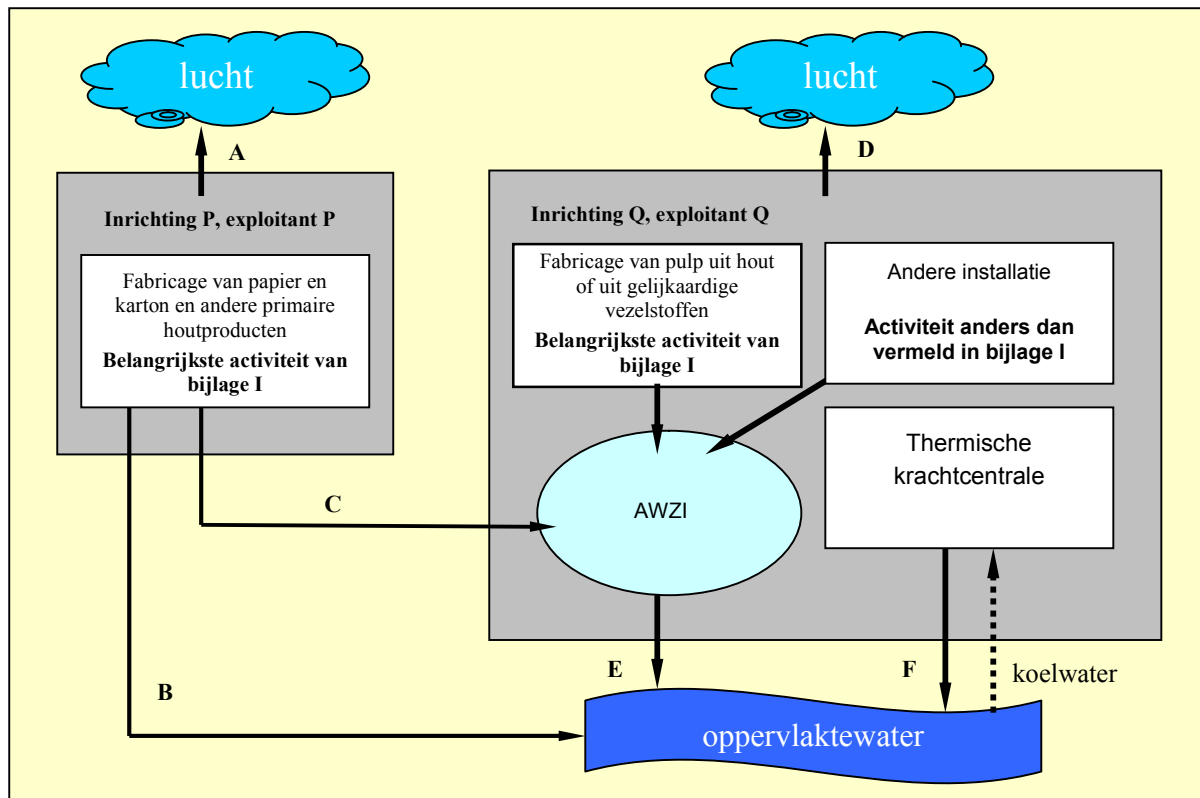 lucht
lucht
A
D
Inrichting P, exploitant P
Fabricage van papier en
karton en andere primaire
houtproducten
Belangrijkste activiteit van
bijlage I
Inrichting Q, exploitant Q
Fabricage van pulp uit hout
of uit gelijkaardige
vezelstoffen
Belangrijkste activiteit van
bijlage I
Andere installatie
Activiteit anders dan
vermeld in bijlage I
Thermische
krachtcentrale
C
AWZI
B
E
F
koelwater
oppervlaktewater